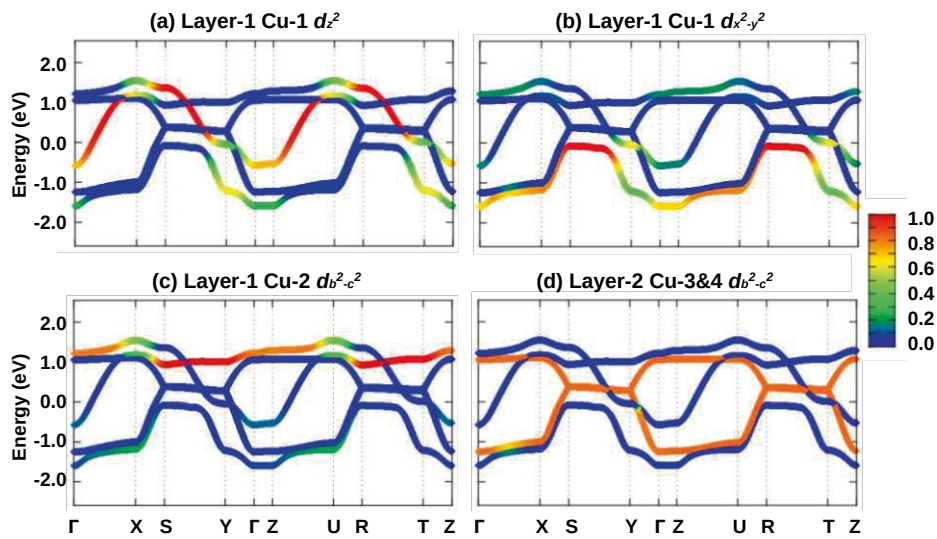 (a) Layer-1 Cu-1 dz²
(b) Layer-1 Cu-1 dx²-y²
Energy (eV)
2.0
1.0
0.0
-1.0
-2.0
1.0
0.8
0.6
0.4
0.2
0.0
(c) Layer-1 Cu-2 db²-c²
(d) Layer-2 Cu-3&4 db²-c²
Energy (eV)
2.0
1.0
0.0
-1.0
-2.0
Γ X S Y Γ Z U R T Z
Γ X S Y Γ Z U R T Z